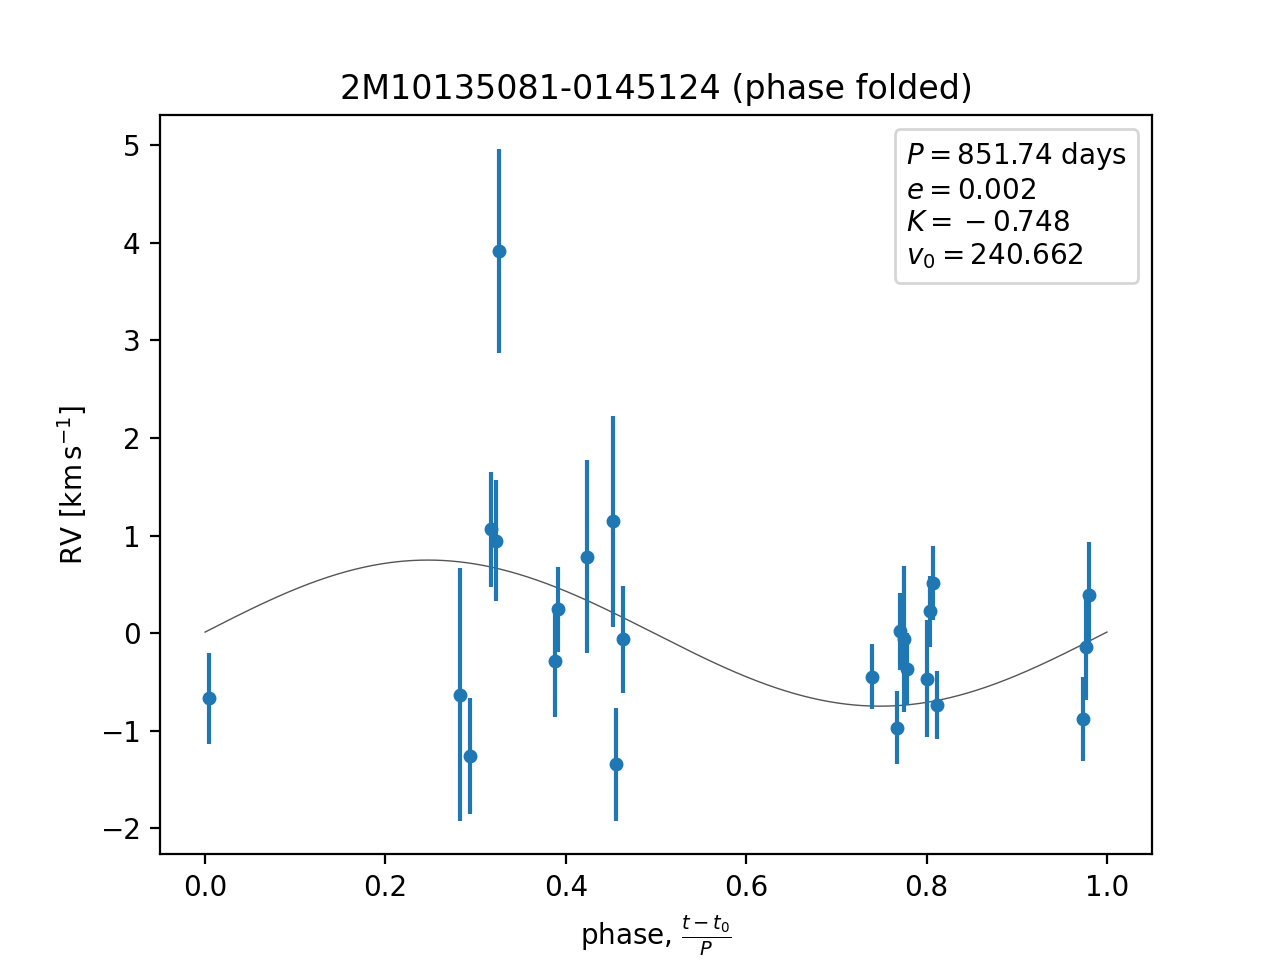 2M10135081-0145124 (phase folded)
P = 851.74 days
e = 0.002
K = −0.748
v₀ = 240.662
5
4
3
2
1
0
−1
−2
RV [km s⁻¹]
0.0 0.2 0.4 0.6 0.8 1.0
phase, (t − t₀)/P